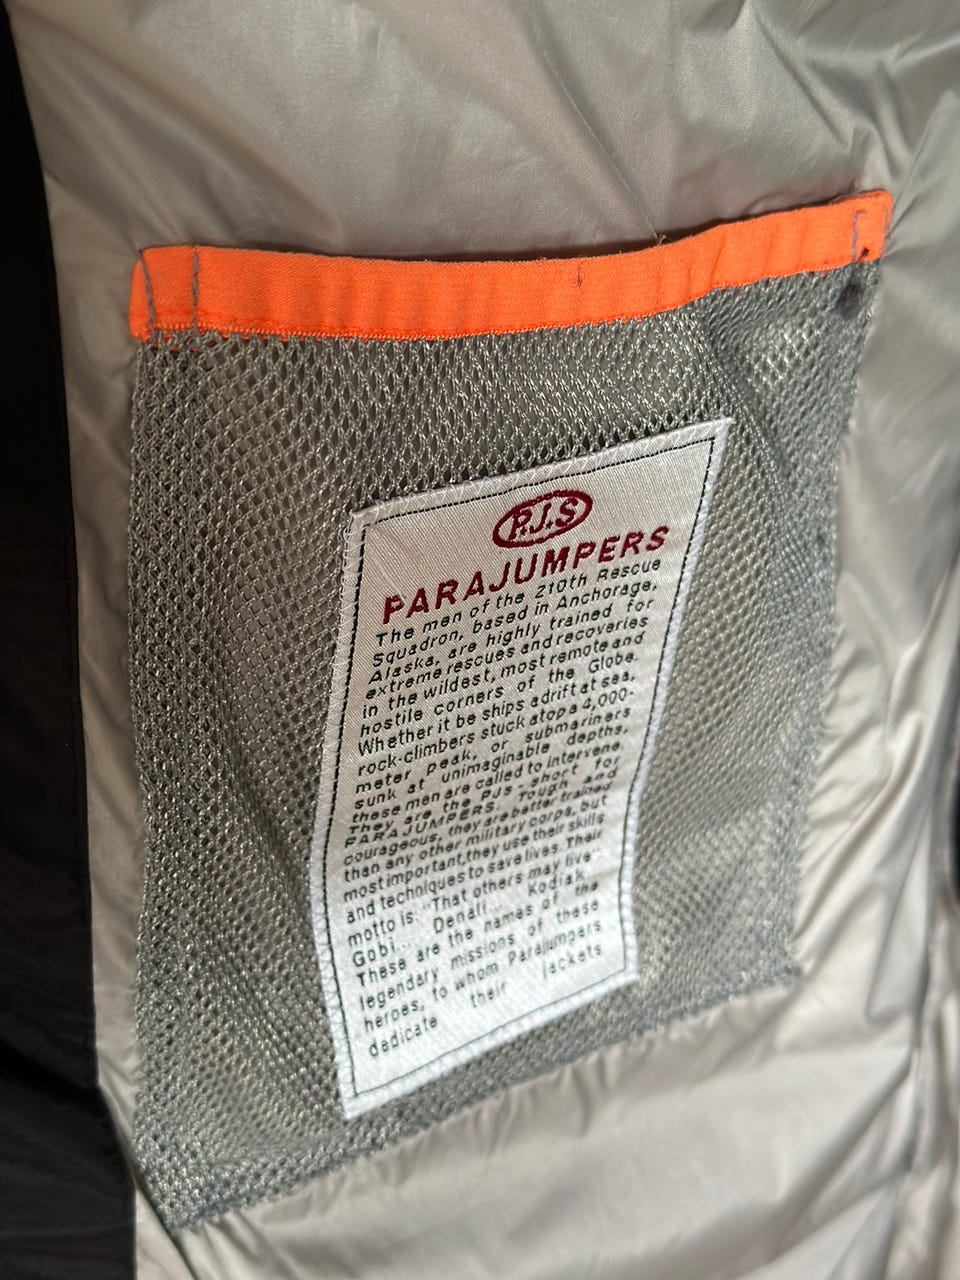 P.J.S
PARAJUMPERS
The men of the 210th Rescue
Squadron, based in Anchorage,
Alaska, are highly trained for
extreme rescues and recoveries
in the wildest, most remote and
hostile corners of the Globe.
Whether it be ships adrift at sea,
rock-climbers stuck atop a 4,000-
meter peak, or submariners
sunk at unimaginable depths,
these men are called to intervene.
They are the PJs - short for
PARAJUMPERS. Tough and
courageous, they are better trained
than any other military corps, but
most important, they use their skills
and techniques to save lives. Their
motto is: "That others may live"
Gobi... Denali... Kodiak...
These are the names of the
legendary missions of these
heroes, to whom Parajumpers
dedicate their jackets